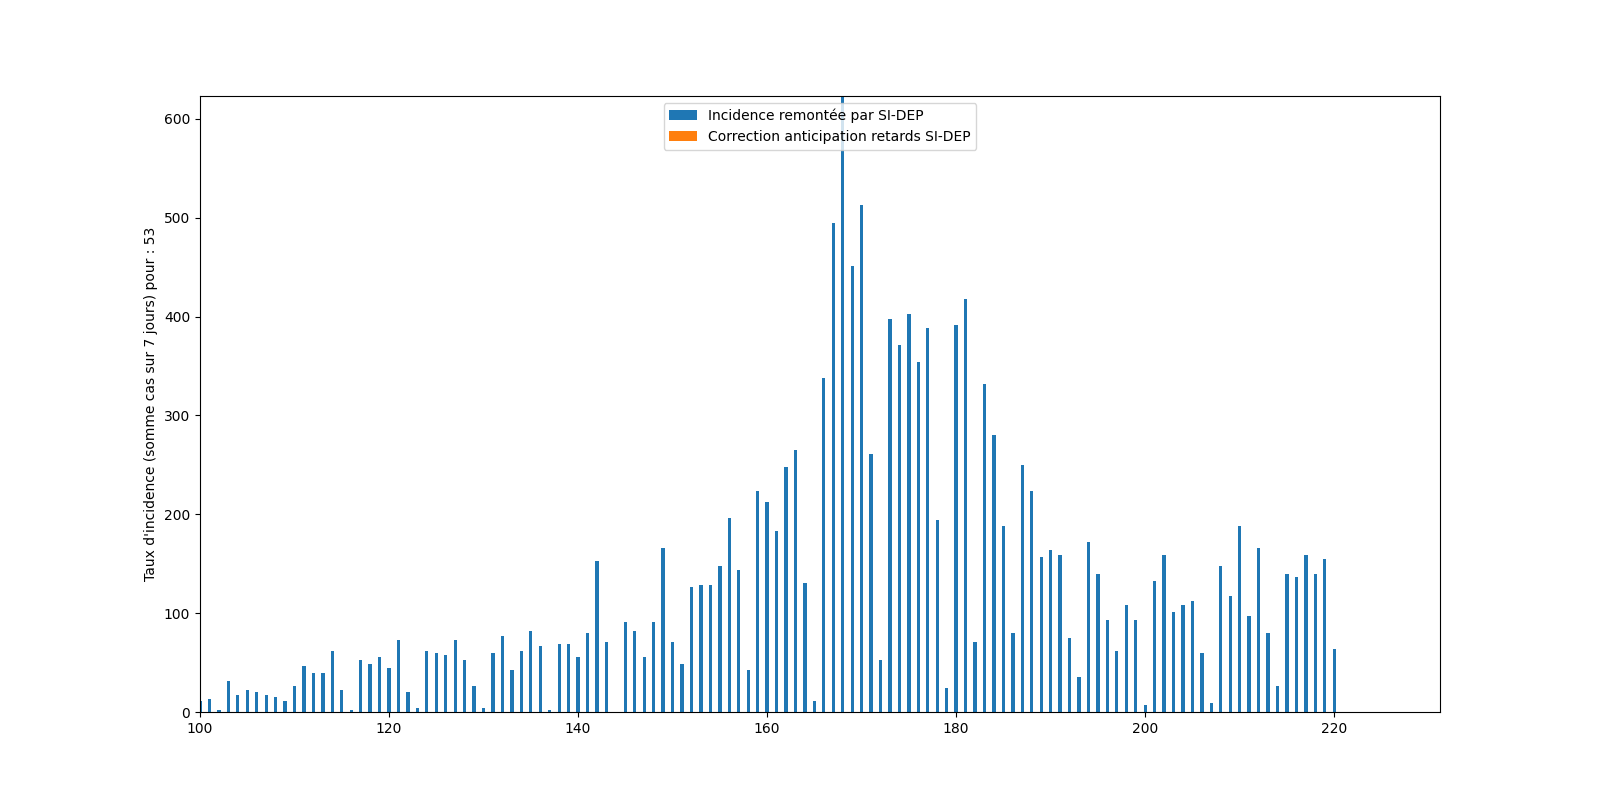 Incidence remontée par SI-DEP
Correction anticipation retards SI-DEP
Taux d'incidence (somme cas sur 7 jours) pour : 53
600
500
400
300
200
100
0
100 120 140 160 180 200 220